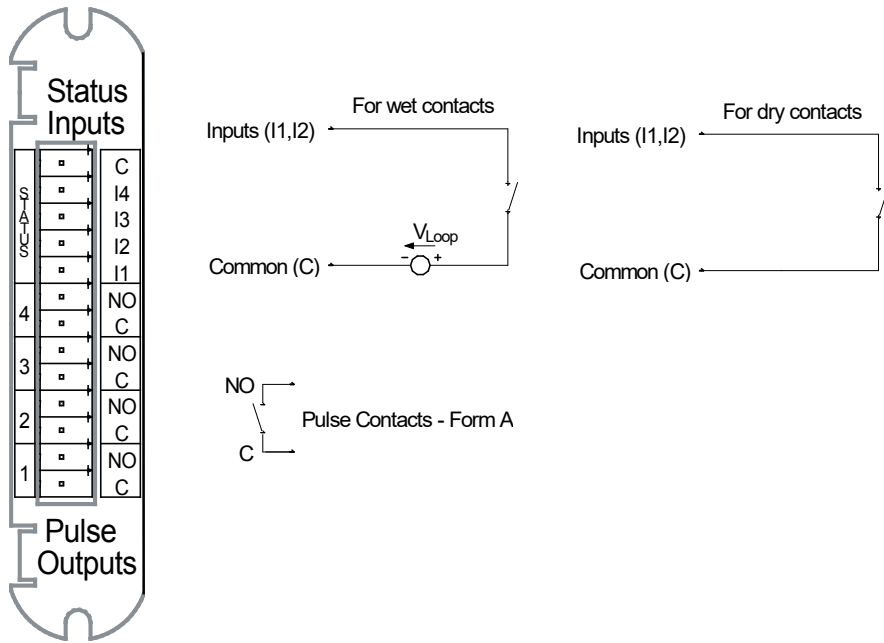 Status
Inputs
STATUS
C
I4
I3
I2
I1
4
NO
C
3
NO
C
2
NO
C
1
NO
C
Pulse
Outputs
For wet contacts
Inputs (I1,I2)
VLoop
- +
Common (C)
For dry contacts
Inputs (I1,I2)
Common (C)
NO
Pulse Contacts - Form A
C